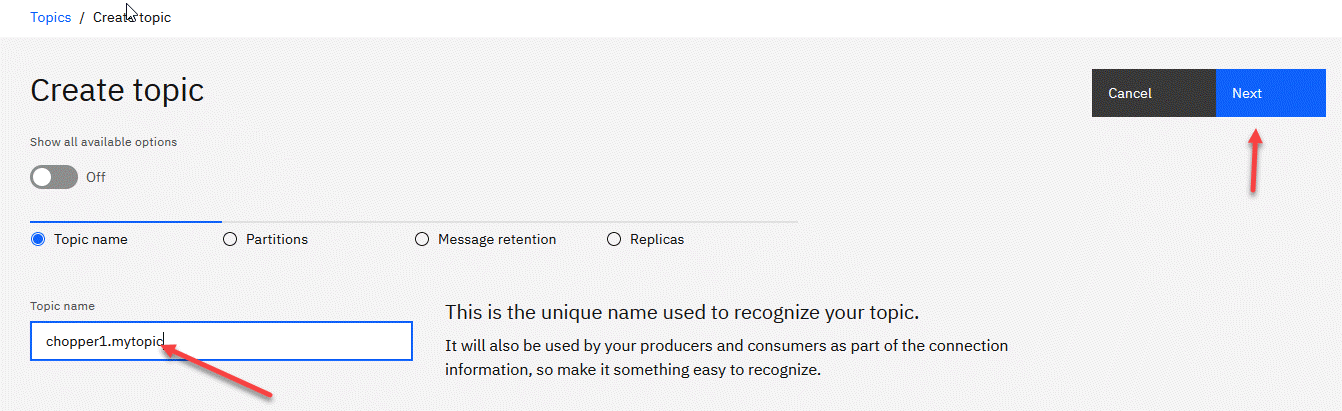 Topics / Create topic
Create topic
Cancel
Next
Show all available options
Off
Topic name
Partitions
Message retention
Replicas
Topic name
chopper1.mytopic
This is the unique name used to recognize your topic.
It will also be used by your producers and consumers as part of the connection
information, so make it something easy to recognize.